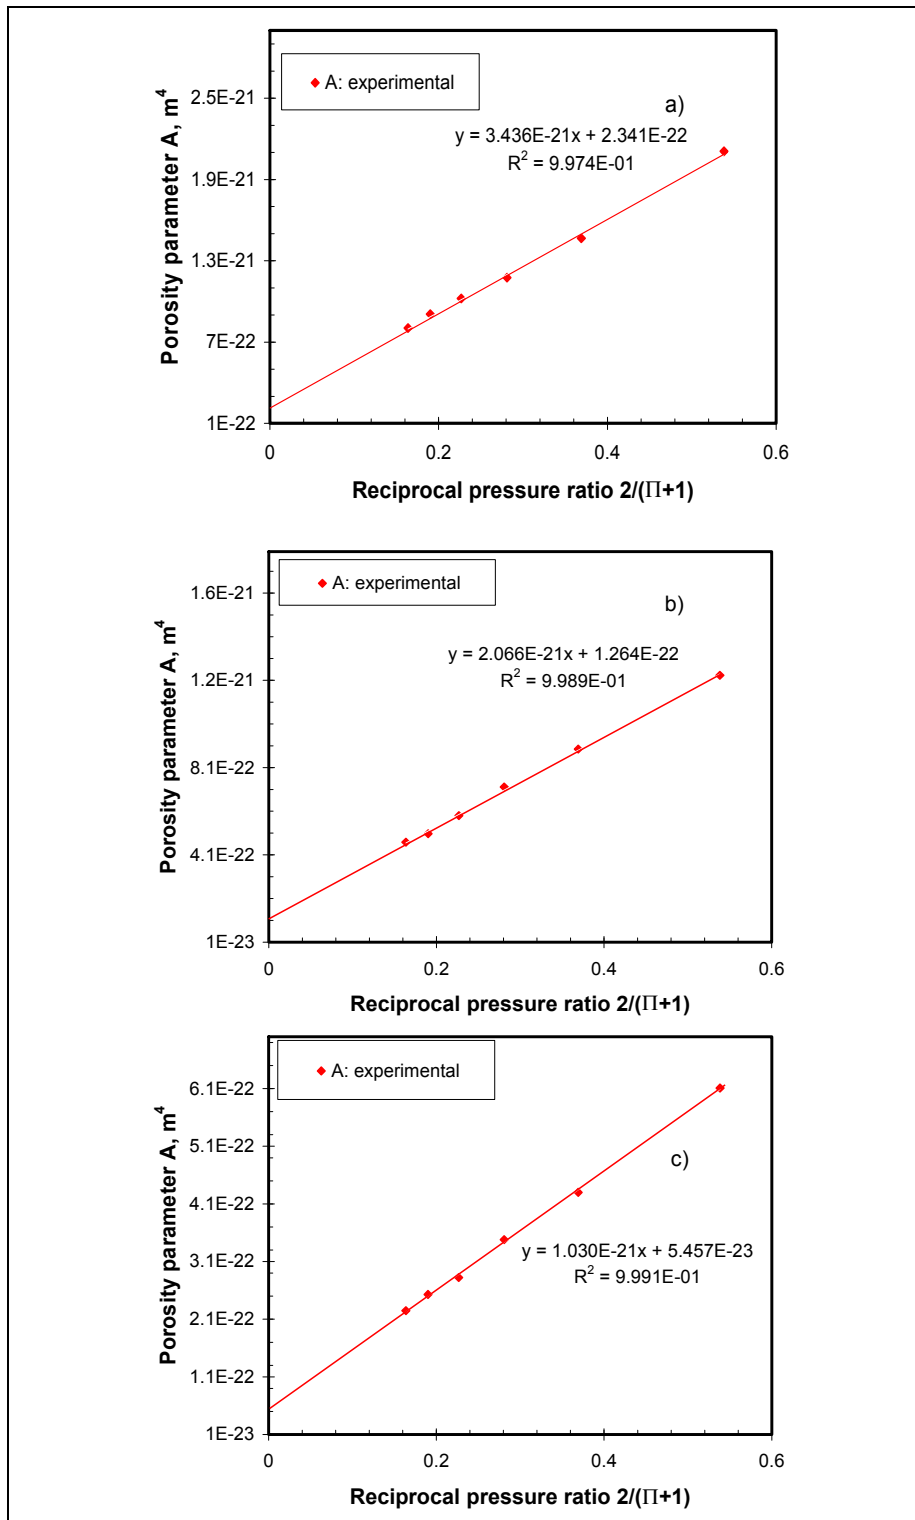 A: experimental
a)
y = 3.436E-21x + 2.341E-22
R² = 9.974E-01
Porosity parameter A, m⁴
2.5E-21
1.9E-21
1.3E-21
7E-22
1E-22
0 0.2 0.4 0.6
Reciprocal pressure ratio 2/(Π+1)
A: experimental
b)
y = 2.066E-21x + 1.264E-22
R² = 9.989E-01
Porosity parameter A, m⁴
1.6E-21
1.2E-21
8.1E-22
4.1E-22
1E-23
0 0.2 0.4 0.6
Reciprocal pressure ratio 2/(Π+1)
A: experimental
c)
y = 1.030E-21x + 5.457E-23
R² = 9.991E-01
Porosity parameter A, m⁴
6.1E-22
5.1E-22
4.1E-22
3.1E-22
2.1E-22
1.1E-22
1E-23
0 0.2 0.4 0.6
Reciprocal pressure ratio 2/(Π+1)